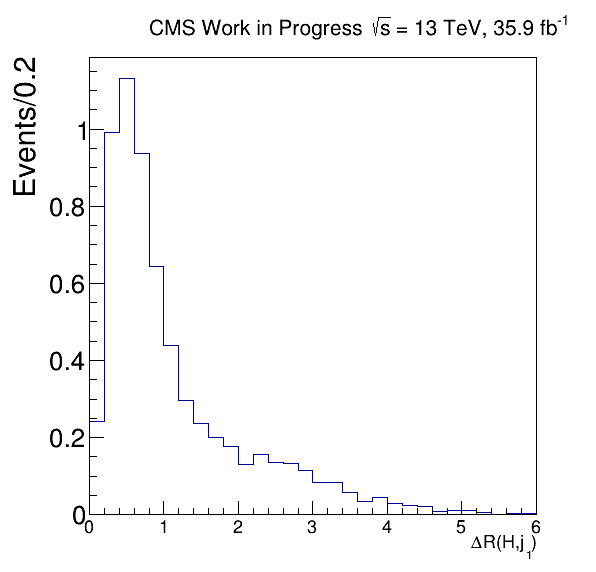 CMS Work in Progress √s = 13 TeV, 35.9 fb⁻¹
Events/0.2
1
0.8
0.6
0.4
0.2
0
0 1 2 3 4 5 6
ΔR(H,j₁)